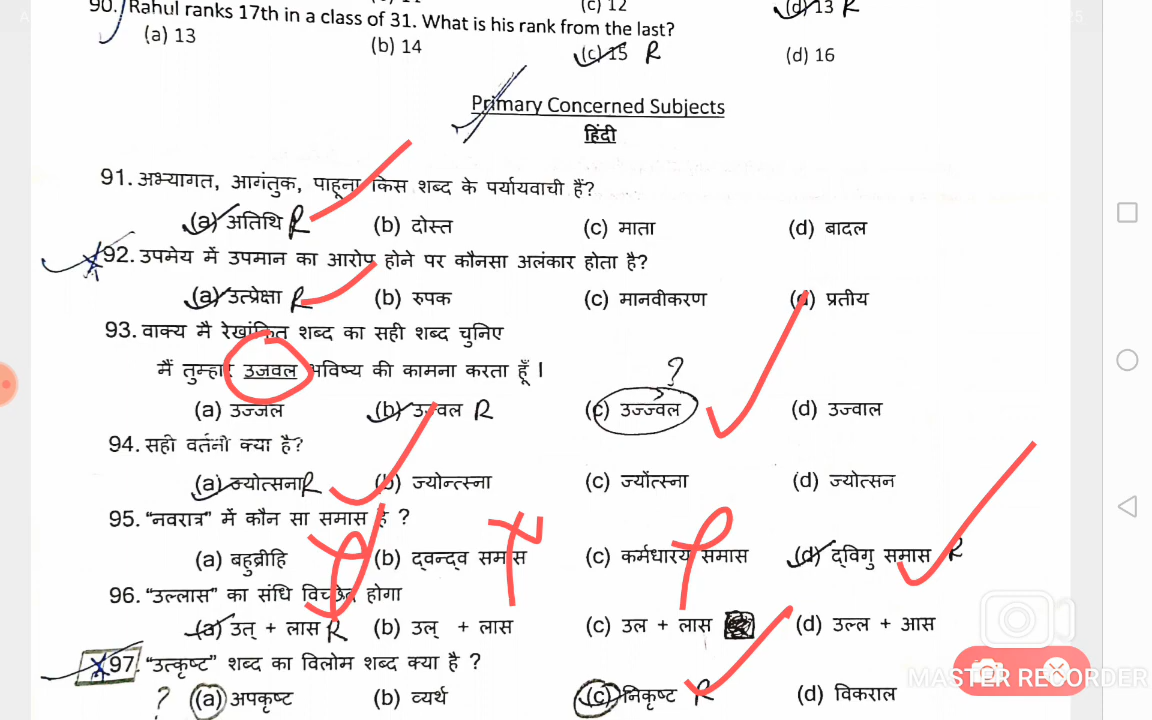 (c) 12 (d) 13 R
90. Rahul ranks 17th in a class of 31. What is his rank from the last?
(a) 13 (b) 14 (c) 15 R (d) 16
Primary Concerned Subjects
हिंदी
91. अभ्यागत, आगंतुक, पाहूना किस शब्द के पर्यायवाची हैं?
(a) अतिथि R (b) दोस्त (c) माता (d) बादल
92. उपमेय में उपमान का आरोप होने पर कौनसा अलंकार होता है?
(a) उत्प्रेक्षा R (b) रुपक (c) मानवीकरण (d) प्रतीय
93. वाक्य मै रेखांकित शब्द का सही शब्द चुनिए
मैं तुम्हार उजवल भविष्य की कामना करता हूँ ।
?
(a) उज्जल (b) उज्वल R (c) उज्ज्वल (d) उज्वाल
94. सही वर्तनी क्या है?
(a) ज्योत्सना R (b) ज्योन्त्स्ना (c) ज्योंत्स्ना (d) ज्योत्सन
95. “नवरात्र” में कौन सा समास है ?
(a) बहुब्रीहि (b) द्वन्द्व समास (c) कर्मधारय समास (d) द्विगु समास R
96. “उल्लास” का संधि विच्छेद होगा
(a) उत् + लास R (b) उल् + लास (c) उल + लास (d) उल्ल + आस
97. “उत्कृष्ट” शब्द का विलोम शब्द क्या है ?
? (a) अपकृष्ट (b) व्यर्थ (c) निकृष्ट R (d) विकराल
MASTER RECORDER